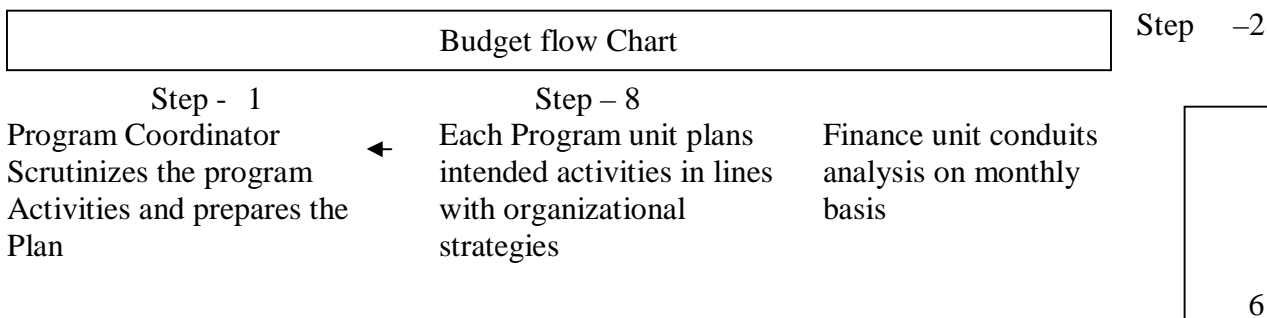 Budget flow Chart
Step –2
Step - 1
Step – 8
Program Coordinator
Scrutinizes the program
Activities and prepares the
Plan
Each Program unit plans
intended activities in lines
with organizational
strategies
Finance unit conduits
analysis on monthly
basis
6